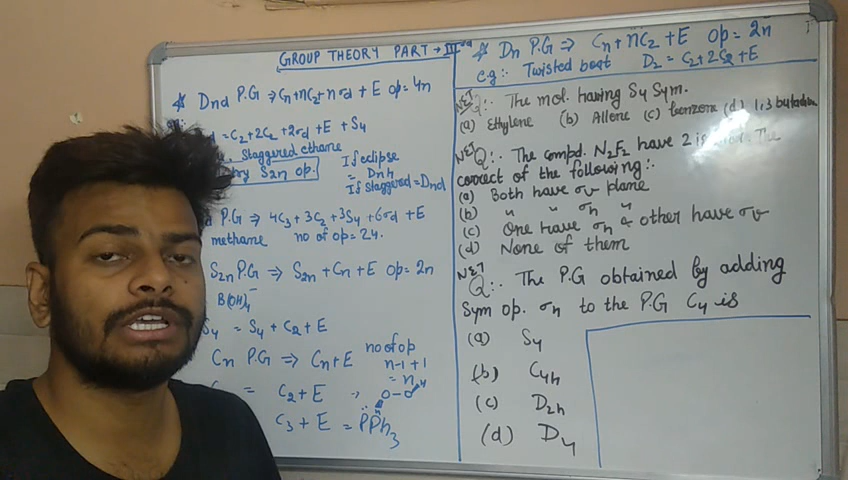 GROUP THEORY PART → III
* Dnd P.G ⇒ Cn+nC2+nσd + E Op = 4n
= C2+2C2+2σd+E + S4
Staggered ethane
S2n op.
If eclipse
= Dnh
If staggered = Dnd
P.G ⇒ 4C3+3C2+3S4+6σd+E
methane no of op = 24.
S2n P.G ⇒ S2n+Cn+E Op = 2n
B(OH)4-
S4 = S4 + C2 + E
Cn P.G ⇒ Cn+E no of op
n-1+1
= n
= C2+E ⇒ O-O
C3 + E = PPh3
* Dn P.G ⇒ Cn+nC2+E Op = 2n
e.g:- Twisted boat D2 = C2+2C2+E
NET Q:. The mol. having S4 Sym.
(a) Ethylene (b) Allene (c) benzene (d) 1,3 butadien
NET Q:. The compd. N2F2 have 2 The
correct of the following:.
(a) Both have σv plane
(b) " " σh "
(c) One have σh & other have σv
(d) None of them
NET Q:. The P.G obtained by adding
Sym op. σh to the P.G C4 is
(a) S4
(b) C4h
(c) D2h
(d) D4